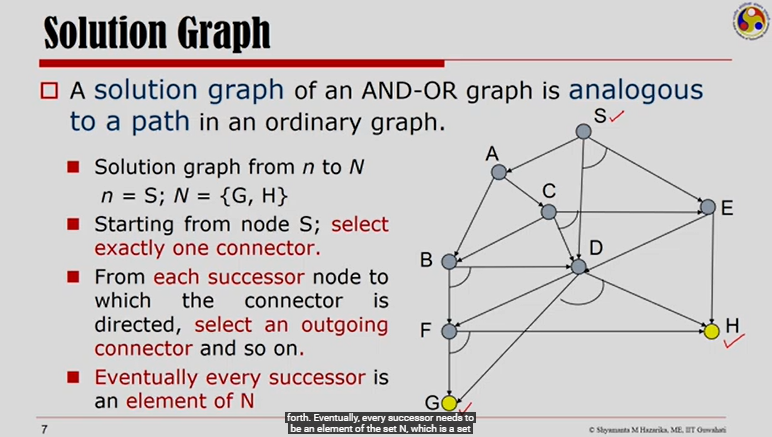 Solution Graph
A solution graph of an AND-OR graph is analogous
to a path in an ordinary graph.
Solution graph from n to N
n = S; N = {G, H}
Starting from node S; select
exactly one connector.
From each successor node to
which the connector is
directed, select an outgoing
connector and so on.
Eventually every successor is
an element of N
S
A
C
E
B
D
F
H
G
forth. Eventually, every successor needs to
be an element of the set N, which is a set
7
© Shyamanta M Hazarika, ME, IIT Guwahati